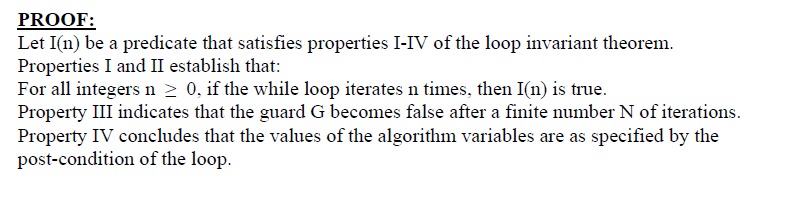 PROOF:
Let I(n) be a predicate that satisfies properties I-IV of the loop invariant theorem.
Properties I and II establish that:
For all integers n ≥ 0, if the while loop iterates n times, then I(n) is true.
Property III indicates that the guard G becomes false after a finite number N of iterations.
Property IV concludes that the values of the algorithm variables are as specified by the
post-condition of the loop.